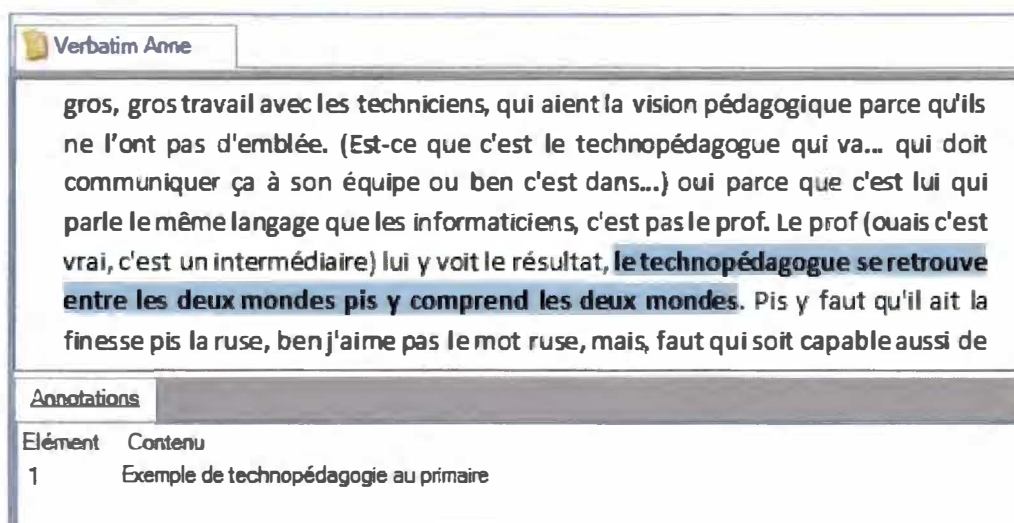 Verbatim Anne
gros, gros travail avec les techniciens, qui aient la vision pédagogique parce qu'ils
ne l'ont pas d'emblée. (Est-ce que c'est le technopédagogue qui va... qui doit
communiquer ça à son équipe ou ben c'est dans...) oui parce que c'est lui qui
parle le même langage que les informaticiens, c'est pas le prof. Le prof (ouais c'est
vrai, c'est un intermédiaire) lui y voit le résultat, le technopédagogue se retrouve
entre les deux mondes pis y comprend les deux mondes. Pis y faut qu'il ait la
finesse pis la ruse, ben j'aime pas le mot ruse, mais, faut qui soit capable aussi de
Annotations
Elément Contenu
1 Exemple de technopédagogie au primaire